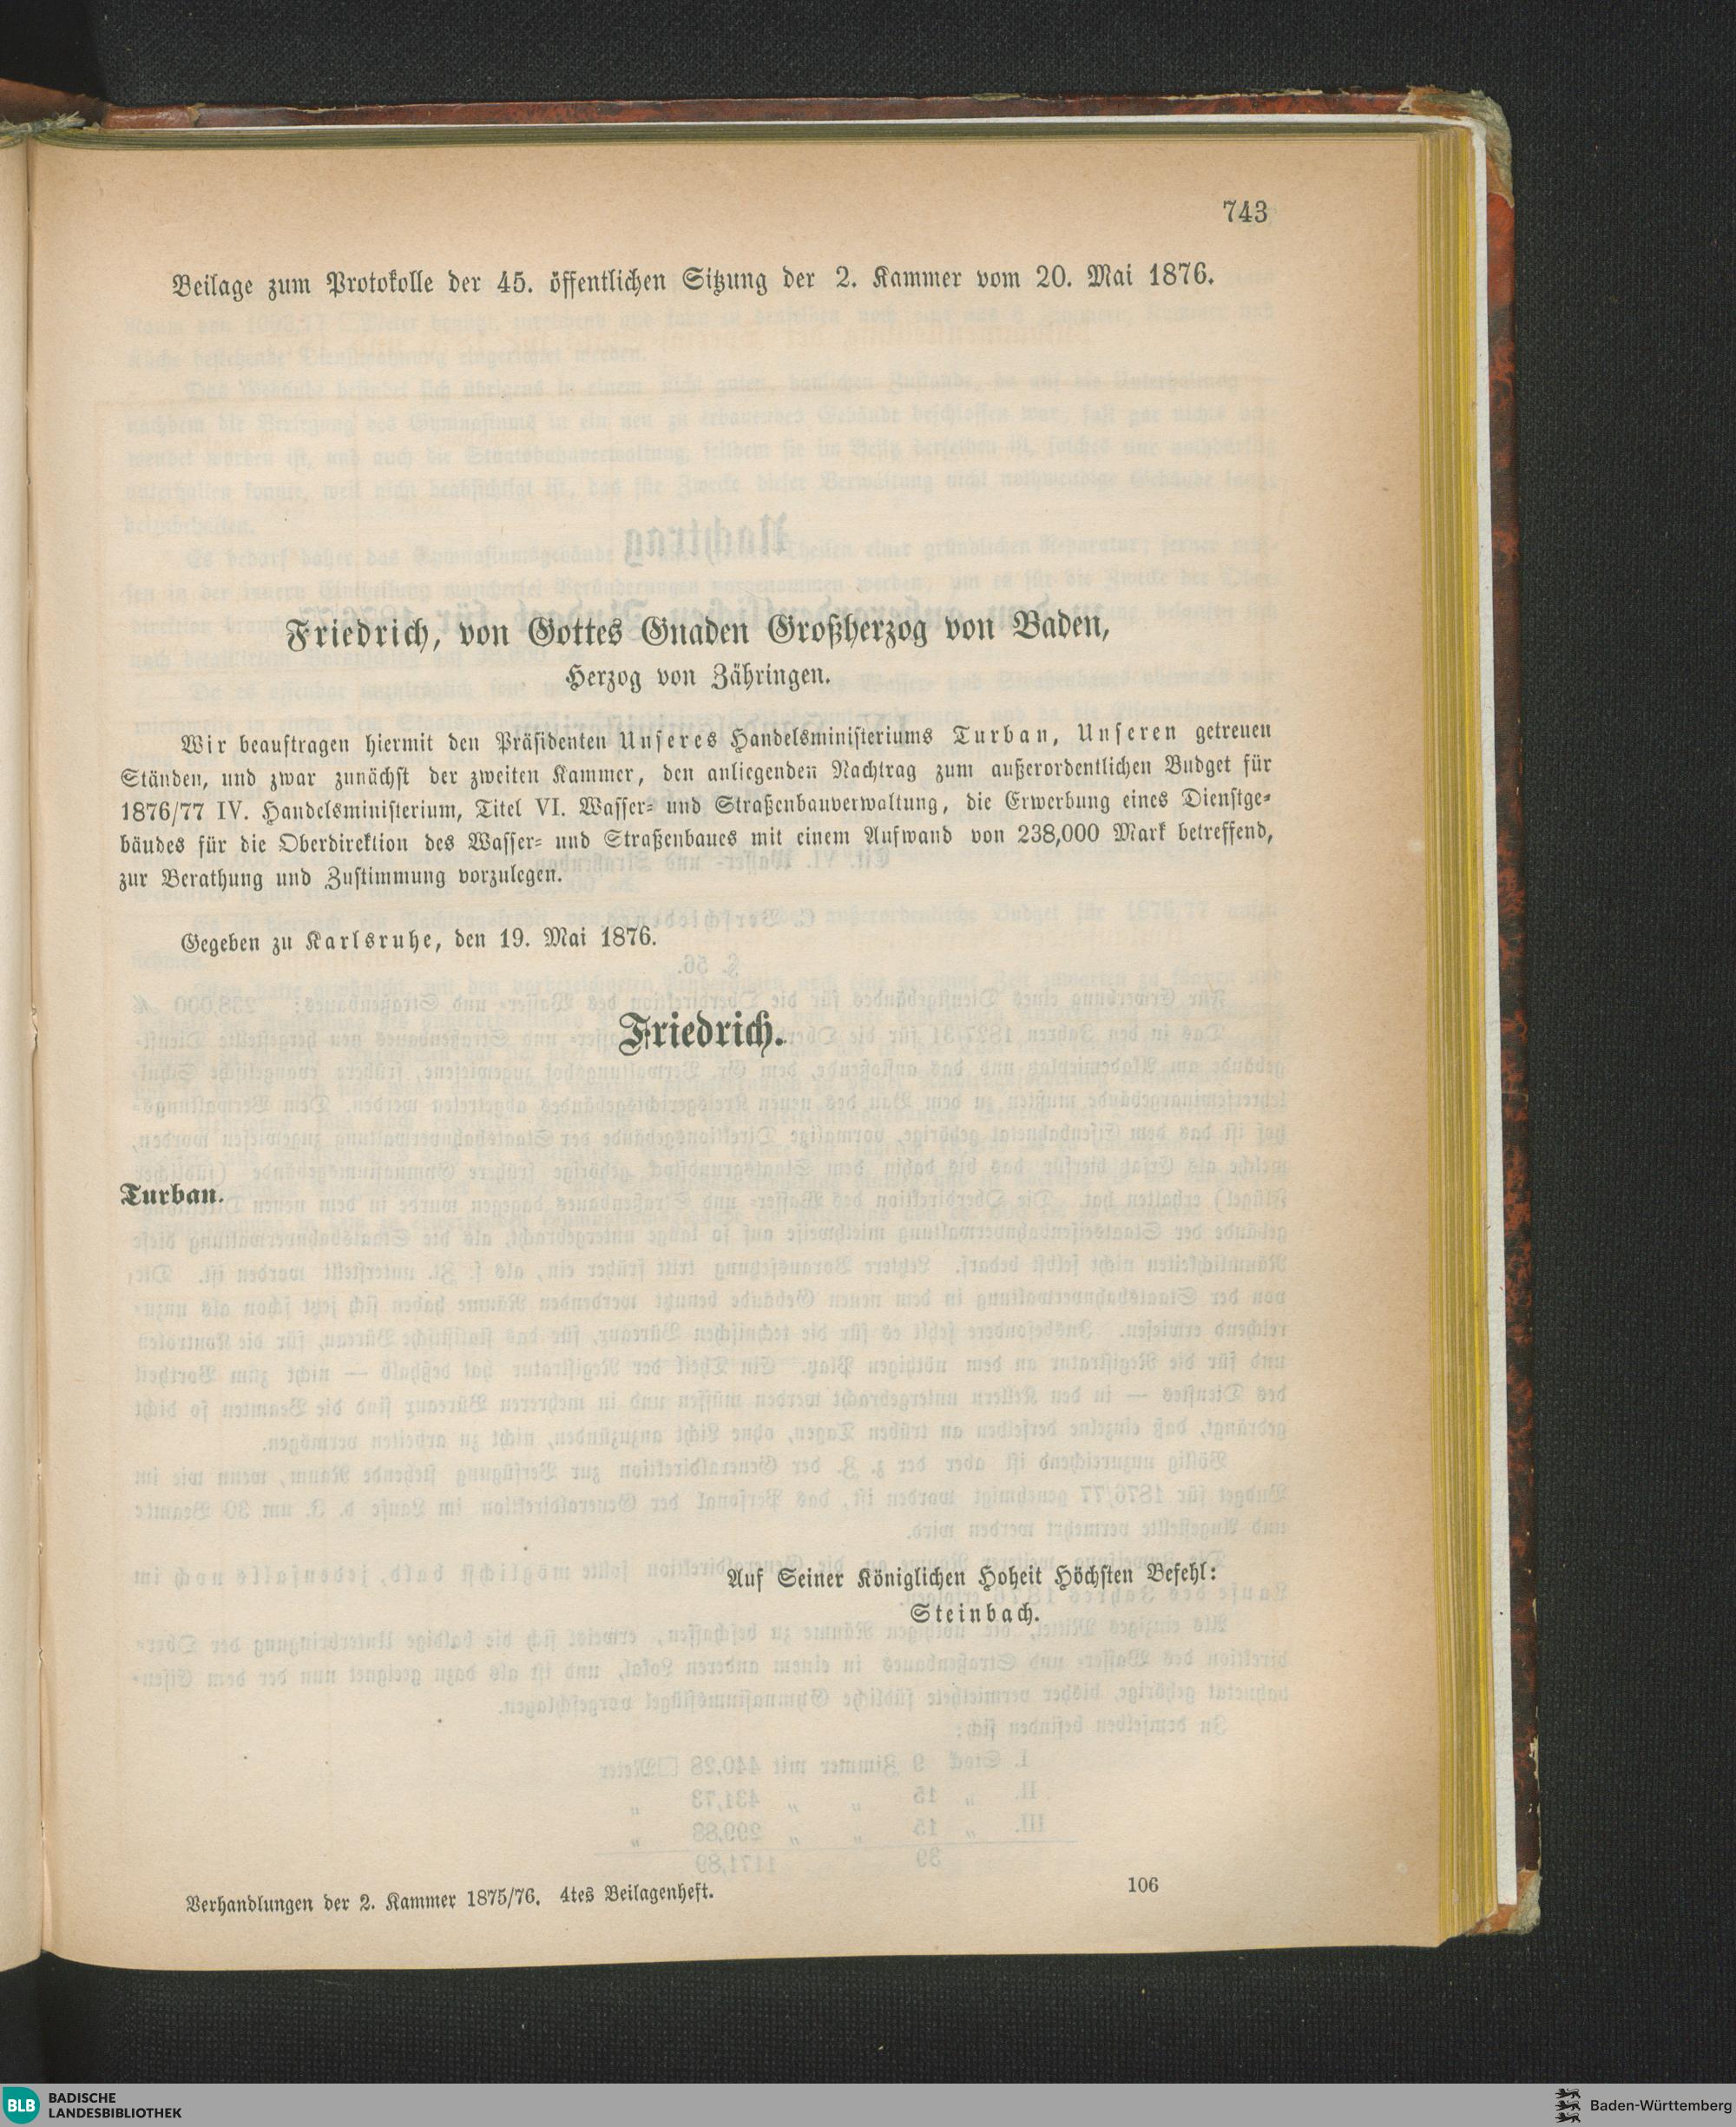 743
Beilage zum Protokolle der 45. öffentlichen Sitzung der 2. Kammer vom 20. Mai 1876.
Friedrich, von Gottes Gnaden Großherzog von Baden,
Herzog von Zähringen.
Wir beauftragen hiermit den Präsidenten Unseres Handelsministeriums Turban, Unseren getreuen
Ständen, und zwar zunächst der zweiten Kammer, den anliegenden Nachtrag zum außerordentlichen Budget für
1876/77 IV. Handelsministerium, Titel VI. Wasser- und Straßenbauverwaltung, die Erwerbung eines Dienstge-
bäudes für die Oberdirektion des Wasser- und Straßenbaues mit einem Aufwand von 238,000 Mark betreffend,
zur Berathung und Zustimmung vorzulegen.
Gegeben zu Karlsruhe, den 19. Mai 1876.
Friedrich.
Turban.
Auf Seiner Königlichen Hoheit Höchsten Befehl:
Steinbach.
Verhandlungen der 2. Kammer 1875/76. 4tes Beilagenheft.
106
BLB BADISCHE
LANDESBIBLIOTHEK
Baden-Württemberg